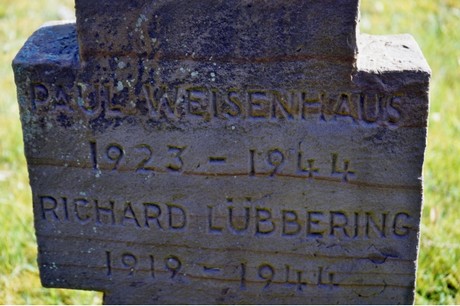 PAUL WEISENHAUS
1923 - 1944
RICHARD LÜBBERING
1919 - 1944